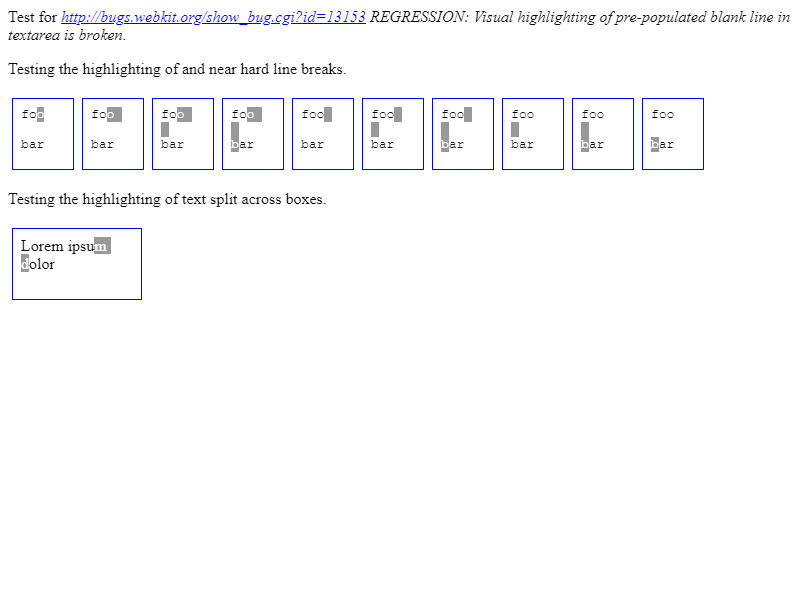 Test for http://bugs.webkit.org/show_bug.cgi?id=13153 REGRESSION: Visual highlighting of pre-populated blank line in
textarea is broken.
Testing the highlighting of and near hard line breaks.
foo foo foo foo foo foo foo foo foo foo
bar bar bar bar bar bar bar bar bar bar
Testing the highlighting of text split across boxes.
Lorem ipsum
dolor